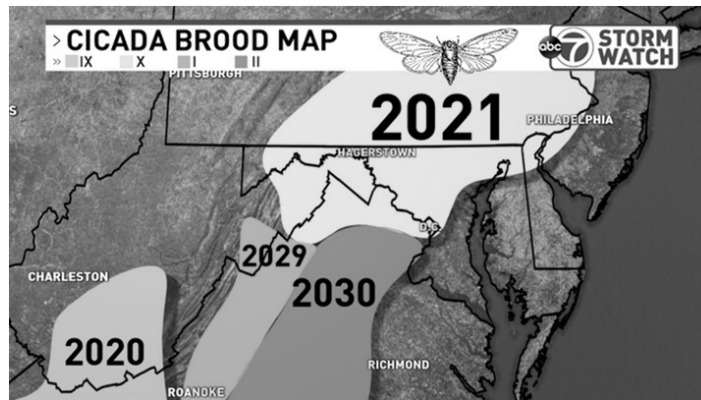 > CICADA BROOD MAP
» IX X I II
abc 7 STORM
WATCH
PITTSBURGH
S
2021
PHILADELPHIA
HAGERSTOWN
D.C.
2029
CHARLESTON
2030
2020
RICHMOND
ROANOKE